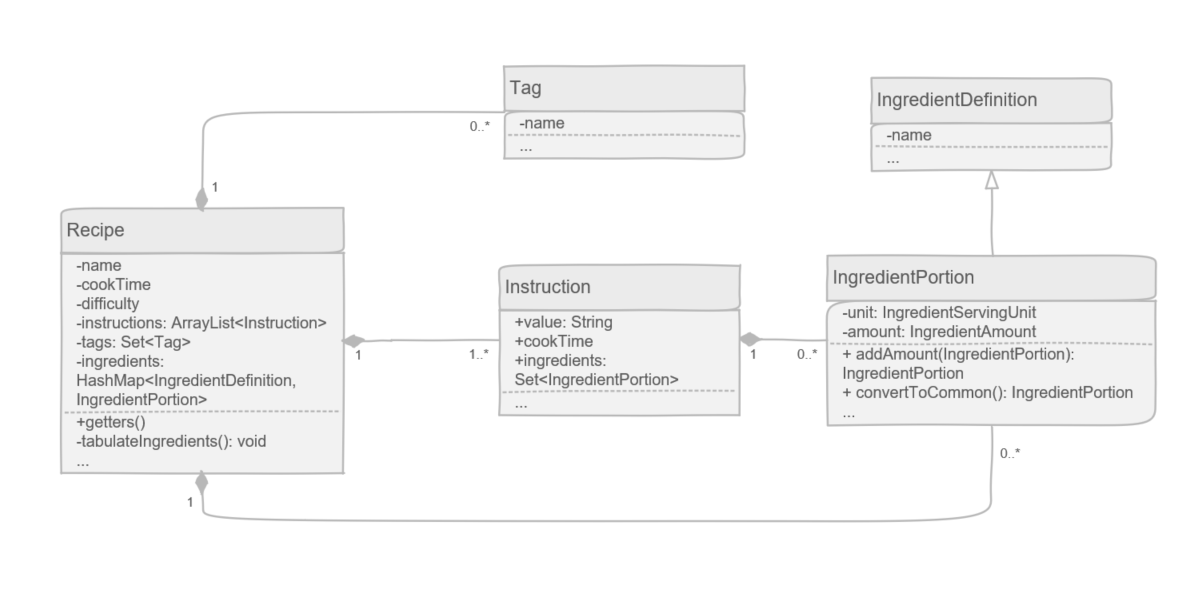 Tag
-name
...
0..*
1
IngredientDefinition
-name
...
Recipe
-name
-cookTime
-difficulty
-instructions: ArrayList<Instruction>
-tags: Set<Tag>
-ingredients:
HashMap<IngredientDefinition,
IngredientPortion>
+getters()
-tabulateIngredients(): void
...
1
1..*
Instruction
+value: String
+cookTime
+ingredients:
Set<IngredientPortion>
...
1
0..*
IngredientPortion
-unit: IngredientServingUnit
-amount: IngredientAmount
+ addAmount(IngredientPortion):
IngredientPortion
+ convertToCommon(): IngredientPortion
...
0..*
1